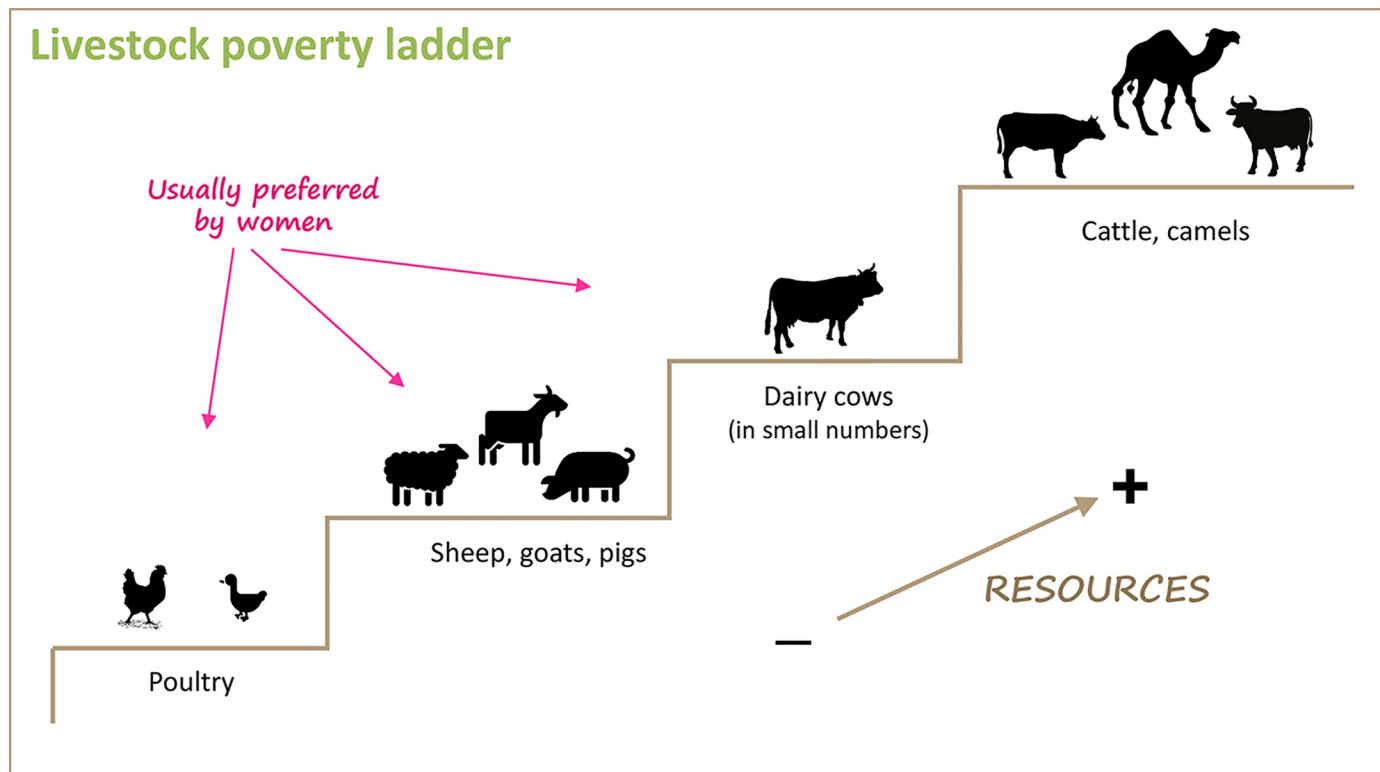 Livestock poverty ladder
Usually preferred
by women
Cattle, camels
Dairy cows
(in small numbers)
Sheep, goats, pigs
Poultry
+
RESOURCES
–